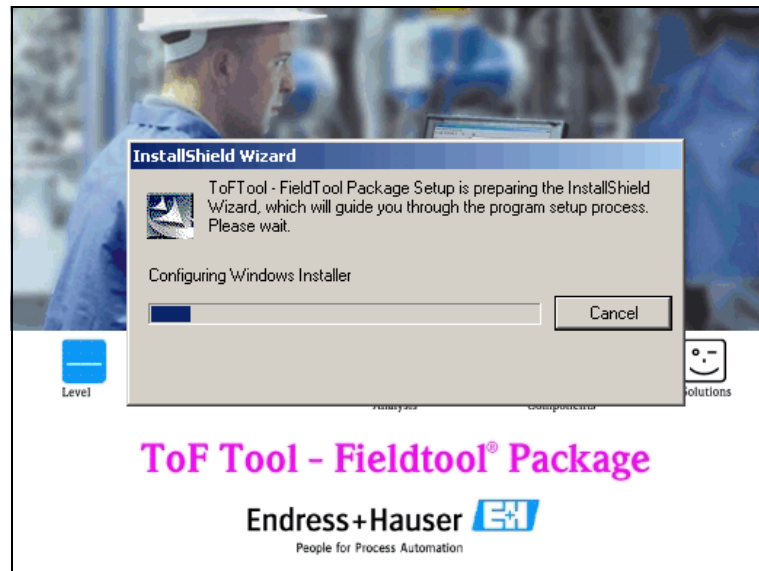 InstallShield Wizard
ToFTool - FieldTool Package Setup is preparing the InstallShield
Wizard, which will guide you through the program setup process.
Please wait.
Configuring Windows Installer
Cancel
Level
Solutions
ToF Tool - Fieldtool® Package
Endress+Hauser EH
People for Process Automation